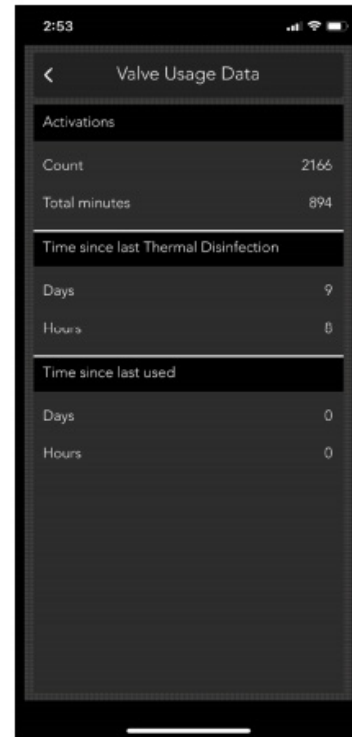 2:53
Valve Usage Data
Activations
Count 2166
Total minutes 894
Time since last Thermal Disinfection
Days 9
Hours 8
Time since last used
Days 0
Hours 0